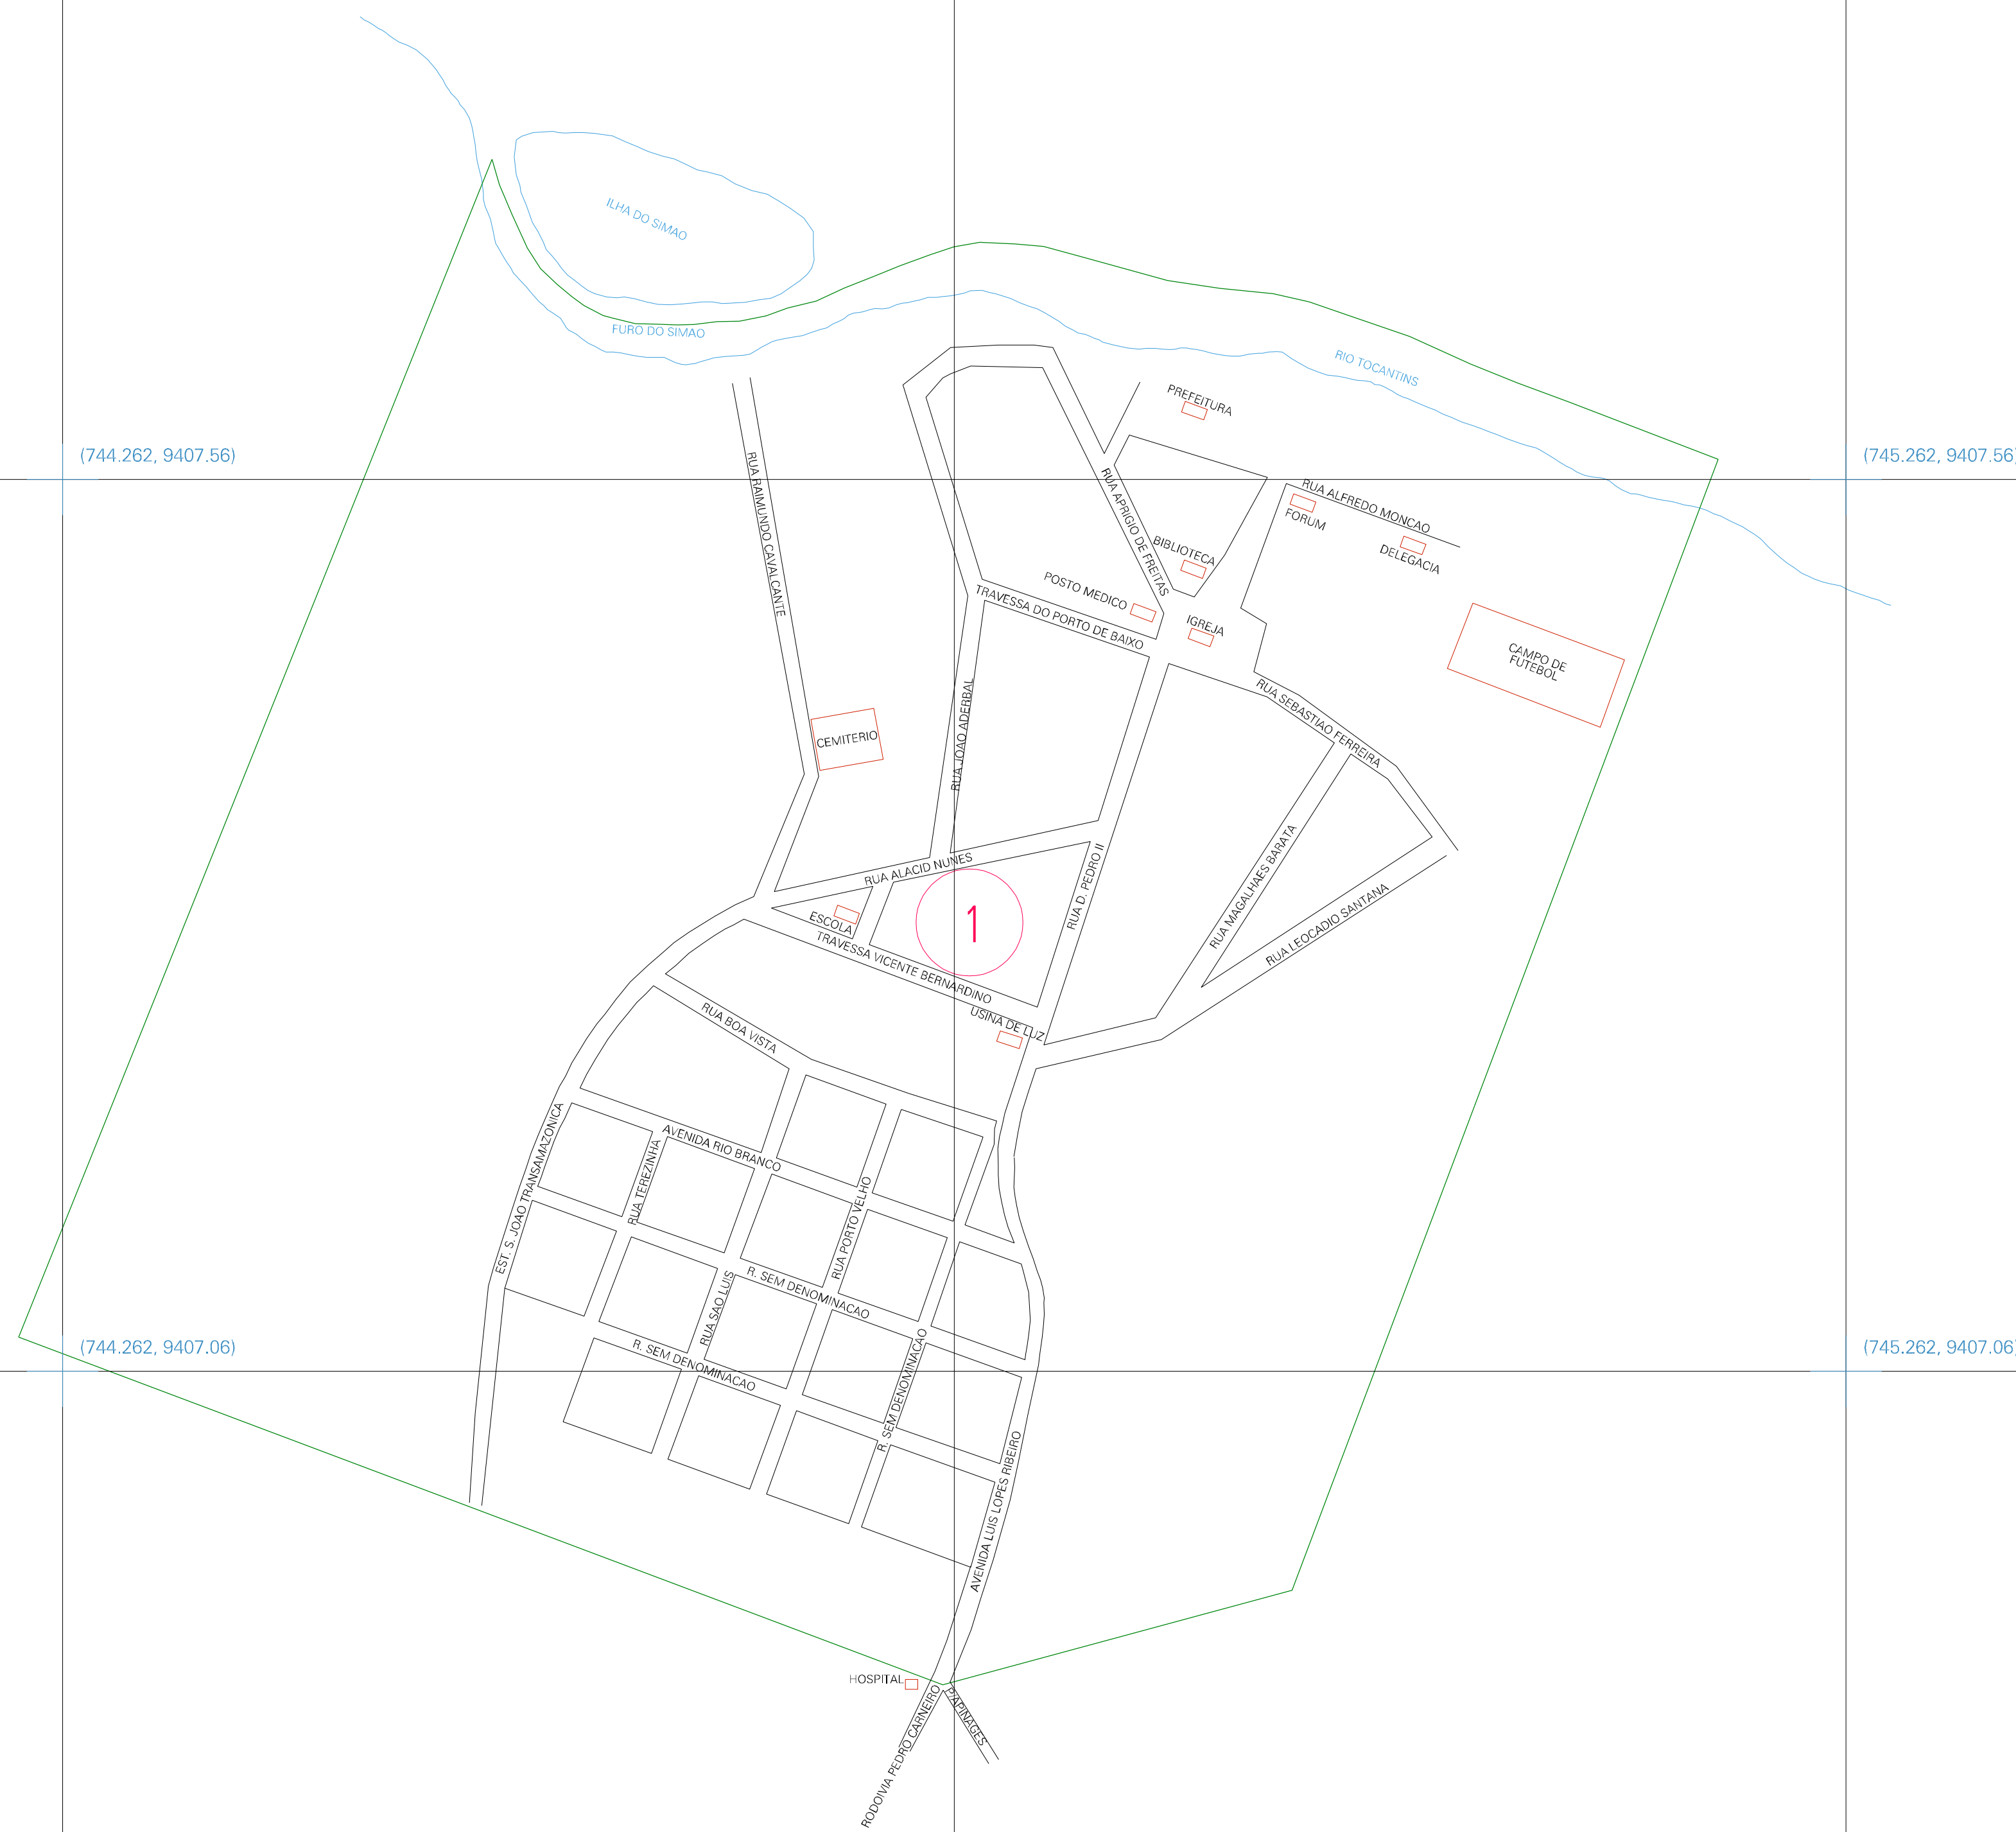 ILHA DO SIMAO
FURO DO SIMAO
RIO TOCANTINS
PREFEITURA
(744.262, 9407.56)
(745.262, 9407.56)
RUA RAIMUNDO CAVALCANTE
RUA APRIGIO DE FREITAS
RUA ALFREDO MONCAO
FORUM
DELEGACIA
BIBLIOTECA
POSTO MEDICO
TRAVESSA DO PORTO DE BAIXO
IGREJA
CAMPO DE
FUTEBOL
RUA SEBASTIAO FERREIRA
CEMITERIO
RUA JOAO ADERBAL
RUA ALACID NUNES
RUA D. PEDRO II
RUA MAGALHAES BARATA
RUA LEOCADIO SANTANA
1
ESCOLA
TRAVESSA VICENTE BERNARDINO
USINA DE LUZ
RUA BOA VISTA
EST. S. JOAO TRANSAMAZONICA
AVENIDA RIO BRANCO
RUA TEREZINHA
RUA PORTO VELHO
R. SEM DENOMINACAO
RUA SAO LUIS
(744.262, 9407.06)
(745.262, 9407.06)
R. SEM DENOMINACAO
R. SEM DENOMINACAO
AVENIDA LUIS LOPES RIBEIRO
HOSPITAL
RODOIVIA PEDRO CARNEIRO
P/APINAGES